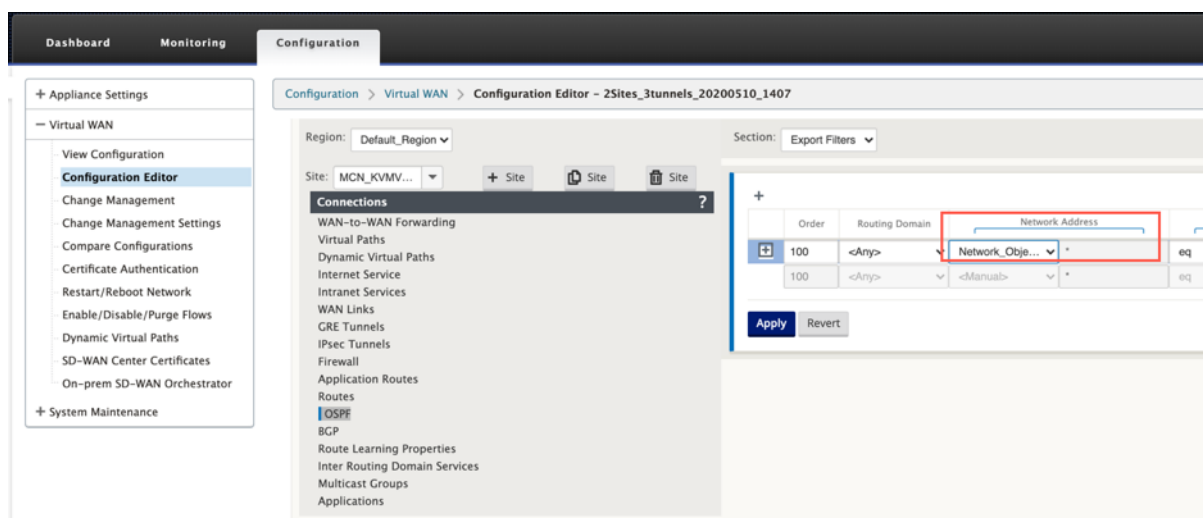 Dashboard Monitoring Configuration
+ Appliance Settings
− Virtual WAN
View Configuration
Configuration Editor
Change Management
Change Management Settings
Compare Configurations
Certificate Authentication
Restart/Reboot Network
Enable/Disable/Purge Flows
Dynamic Virtual Paths
SD-WAN Center Certificates
On-prem SD-WAN Orchestrator
+ System Maintenance
Configuration > Virtual WAN > Configuration Editor - 2Sites_3tunnels_20200510_1407
Region: Default_Region
Site: MCN_KVMV... + Site Site Site
Connections ?
WAN-to-WAN Forwarding
Virtual Paths
Dynamic Virtual Paths
Internet Service
Intranet Services
WAN Links
GRE Tunnels
IPsec Tunnels
Firewall
Application Routes
Routes
OSPF
BGP
Route Learning Properties
Inter Routing Domain Services
Multicast Groups
Applications
Section: Export Filters
+
Order Routing Domain Network Address
+ 100 <Any> Network_Obje... * eq
100 <Any> <Manual> * eq
Apply Revert